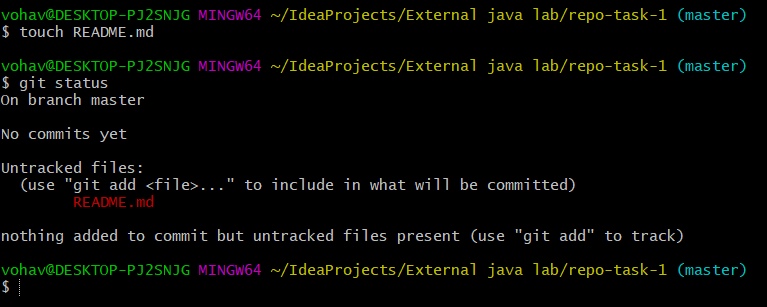 vohav@DESKTOP-PJ2SNJG MINGW64 ~/IdeaProjects/External java lab/repo-task-1 (master)
$ touch README.md
vohav@DESKTOP-PJ2SNJG MINGW64 ~/IdeaProjects/External java lab/repo-task-1 (master)
$ git status
On branch master
No commits yet
Untracked files:
  (use "git add <file>..." to include in what will be committed)
        README.md
nothing added to commit but untracked files present (use "git add" to track)
vohav@DESKTOP-PJ2SNJG MINGW64 ~/IdeaProjects/External java lab/repo-task-1 (master)
$